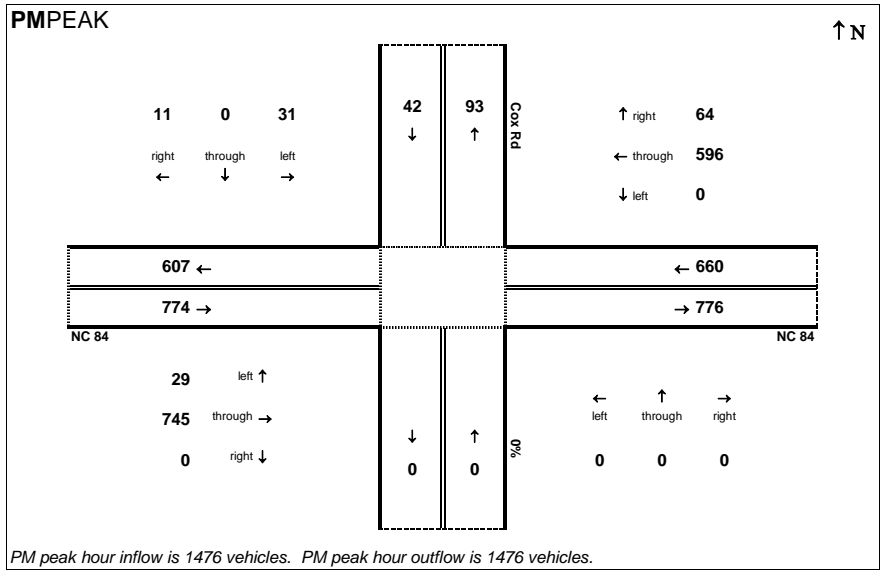 PMPEAK
↑ N
11 0 31
right through left
← ↓ →
42 93
↓ ↑
Cox Rd
↑ right 64
← through 596
↓ left 0
607 ←
774 →
← 660
→ 776
NC 84
NC 84
29 left ↑
745 through →
0 right ↓
↓ ↑
0 0
0%
← ↑ →
left through right
0 0 0
PM peak hour inflow is 1476 vehicles. PM peak hour outflow is 1476 vehicles.